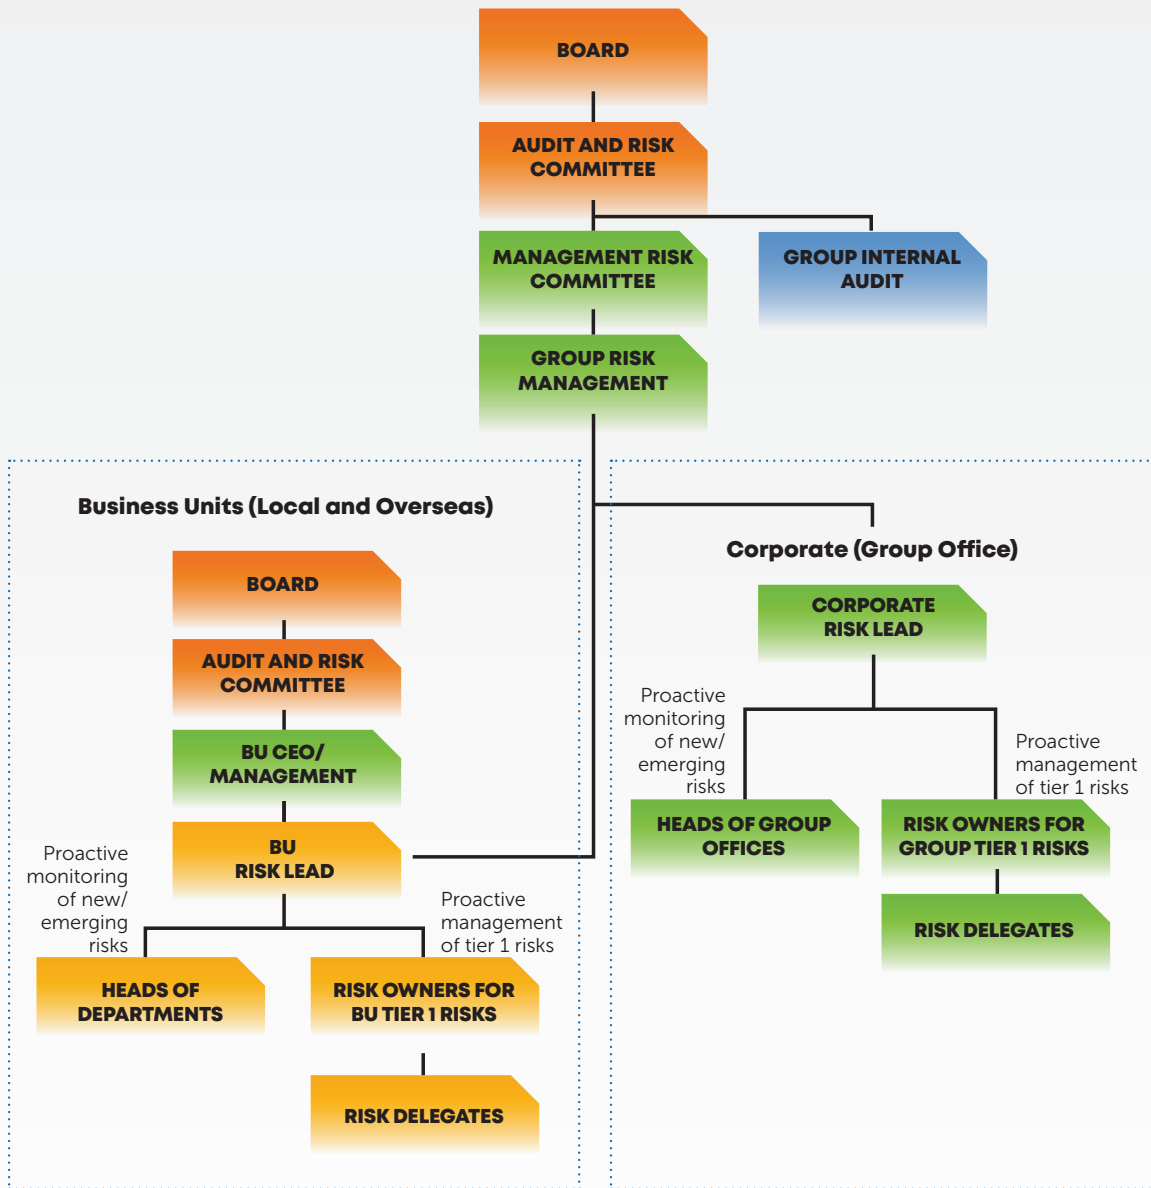 BOARD
AUDIT AND RISK
COMMITTEE
MANAGEMENT RISK
COMMITTEE
GROUP INTERNAL
AUDIT
GROUP RISK
MANAGEMENT
Business Units (Local and Overseas)
BOARD
AUDIT AND RISK
COMMITTEE
BU CEO/
MANAGEMENT
BU
RISK LEAD
Proactive
monitoring
of new/
emerging
risks
Proactive
management
of tier 1 risks
HEADS OF
DEPARTMENTS
RISK OWNERS FOR
BU TIER 1 RISKS
RISK DELEGATES
Corporate (Group Office)
CORPORATE
RISK LEAD
Proactive
monitoring
of new/
emerging
risks
Proactive
management
of tier 1 risks
HEADS OF GROUP
OFFICES
RISK OWNERS FOR
GROUP TIER 1 RISKS
RISK DELEGATES